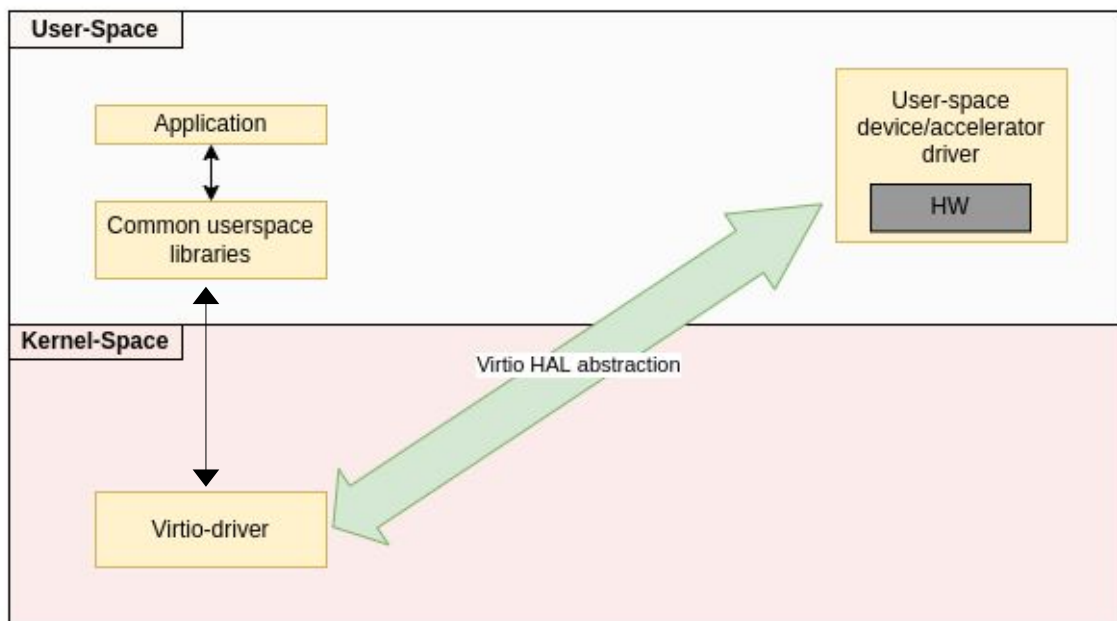 User-Space
Application
Common userspace
libraries
User-space
device/accelerator
driver
HW
Kernel-Space
Virtio HAL abstraction
Virtio-driver